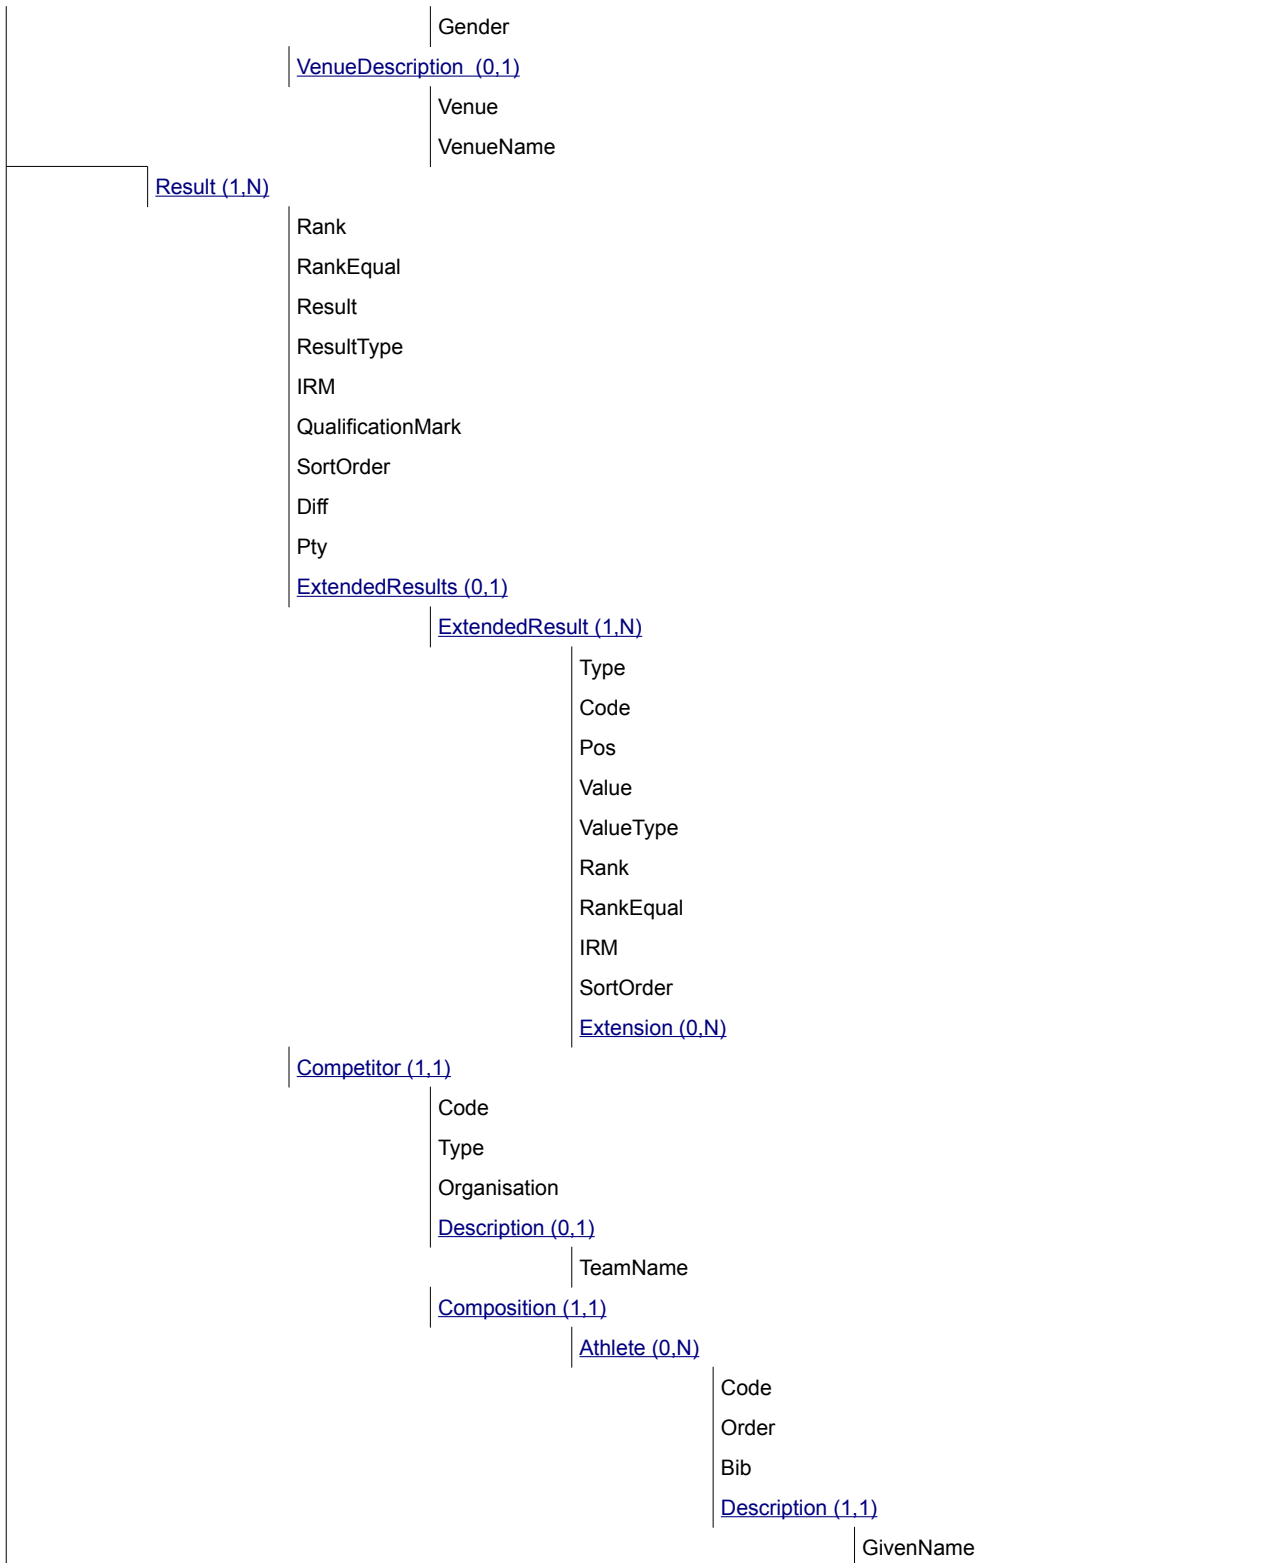 Gender
VenueDescription  (0,1)
Venue
VenueName
Result (1,N)
Rank
RankEqual
Result
ResultType
IRM
QualificationMark
SortOrder
Diff
Pty
ExtendedResults (0,1)
ExtendedResult (1,N)
Type
Code
Pos
Value
ValueType
Rank
RankEqual
IRM
SortOrder
Extension (0,N)
Competitor (1,1)
Code
Type
Organisation
Description (0,1)
TeamName
Composition (1,1)
Athlete (0,N)
Code
Order
Bib
Description (1,1)
GivenName